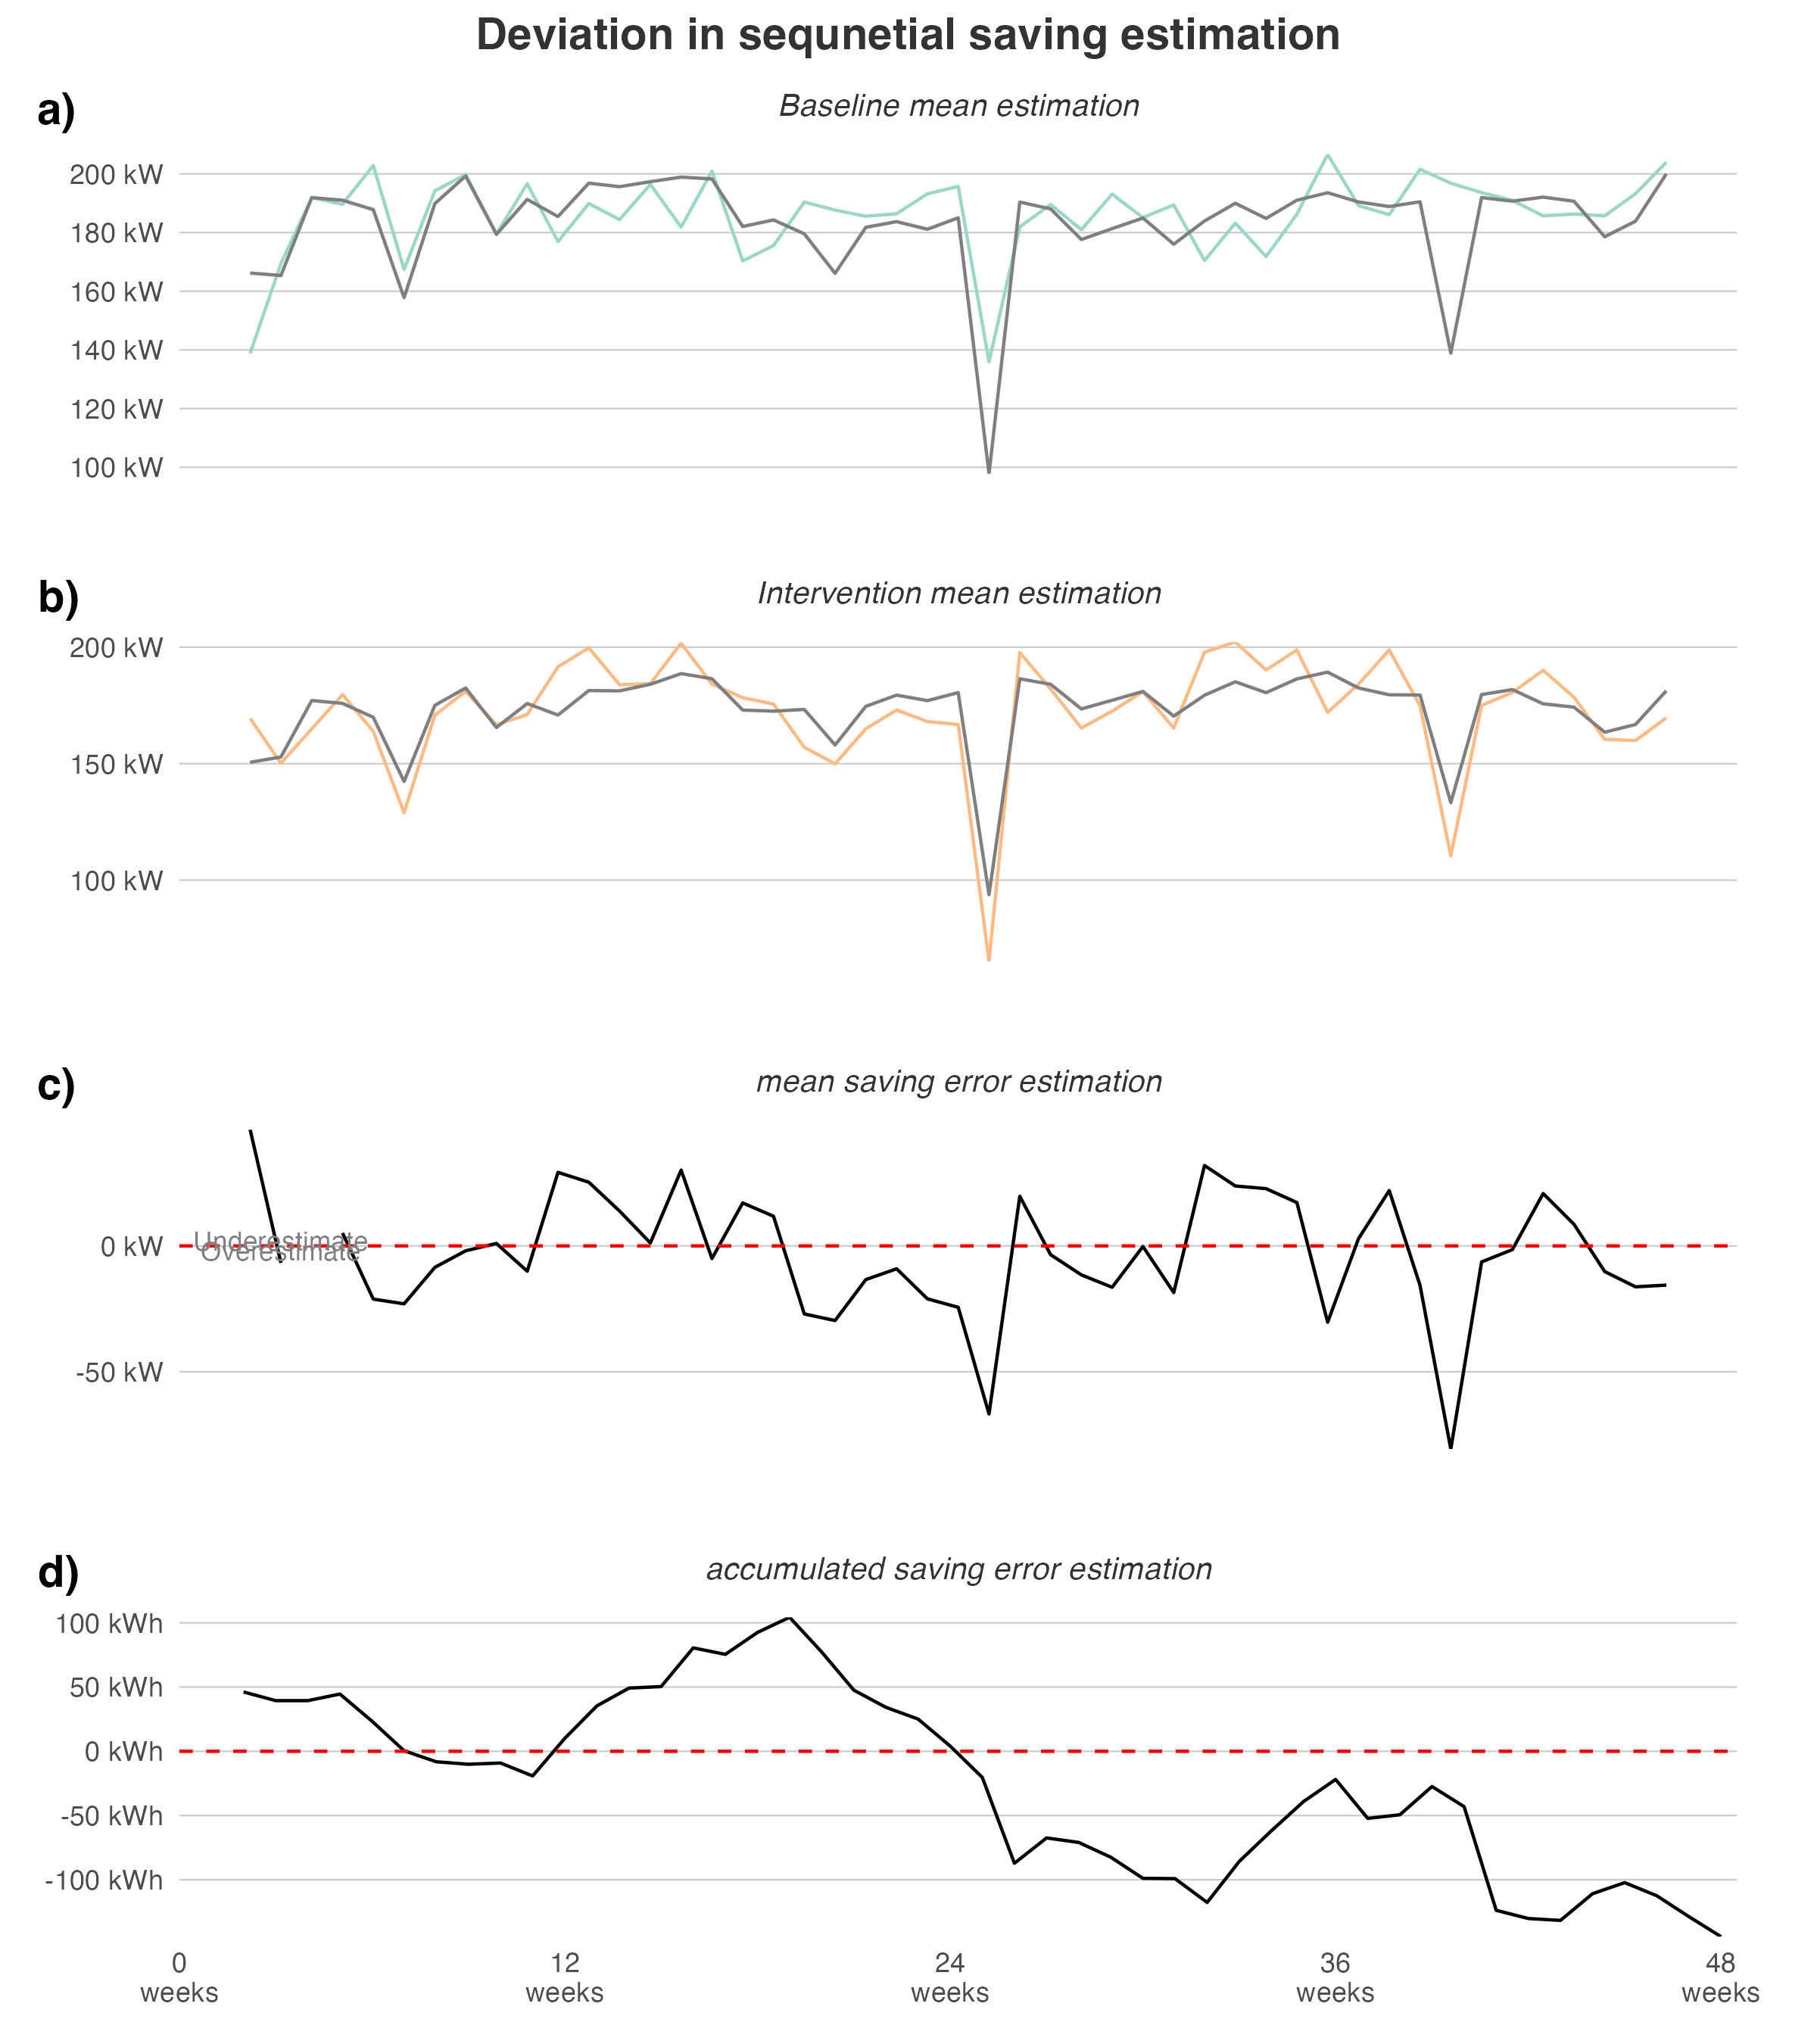 Deviation in sequnetial saving estimation
a)
Baseline mean estimation
200 kW
180 kW
160 kW
140 kW
120 kW
100 kW
b)
Intervention mean estimation
200 kW
150 kW
100 kW
c)
mean saving error estimation
Underestimate
0 kW
Overestimate
-50 kW
d)
accumulated saving error estimation
100 kWh
50 kWh
0 kWh
-50 kWh
-100 kWh
0 weeks
12 weeks
24 weeks
36 weeks
48 weeks